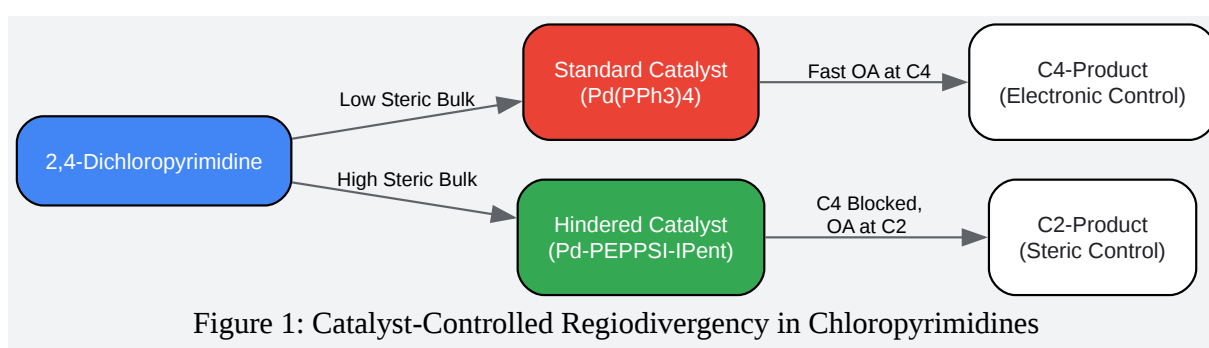 2,4-Dichloropyrimidine
Low Steric Bulk
High Steric Bulk
Standard Catalyst
(Pd(PPh3)4)
Fast OA at C4
C4-Product
(Electronic Control)
Hindered Catalyst
(Pd-PEPPSI-IPent)
C4 Blocked,
OA at C2
C2-Product
(Steric Control)
Figure 1: Catalyst-Controlled Regiodivergency in Chloropyrimidines